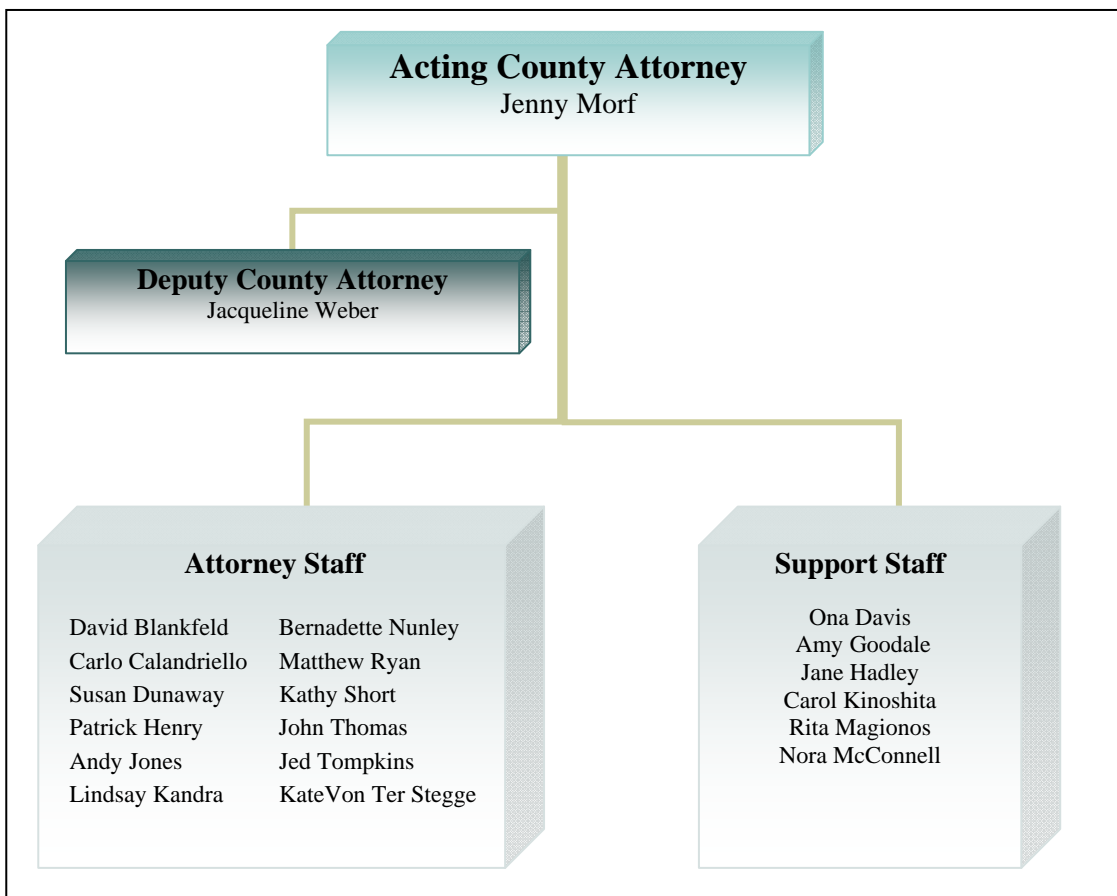 Acting County Attorney
Jenny Morf
Deputy County Attorney
Jacqueline Weber
Attorney Staff
David Blankfeld
Carlo Calandriello
Susan Dunaway
Patrick Henry
Andy Jones
Lindsay Kandra
Bernadette Nunley
Matthew Ryan
Kathy Short
John Thomas
Jed Tompkins
KateVon Ter Stegge
Support Staff
Ona Davis
Amy Goodale
Jane Hadley
Carol Kinoshita
Rita Magionos
Nora McConnell